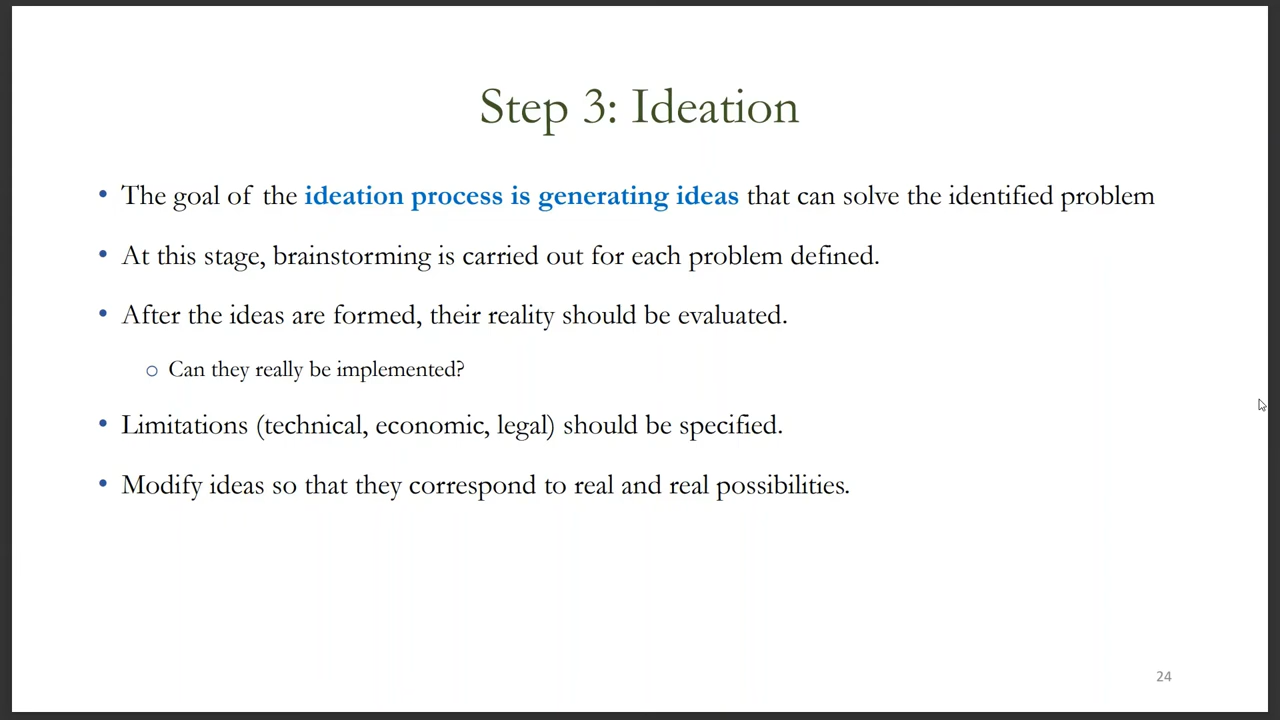 Step 3: Ideation
• The goal of the ideation process is generating ideas that can solve the identified problem
• At this stage, brainstorming is carried out for each problem defined.
• After the ideas are formed, their reality should be evaluated.
○ Can they really be implemented?
• Limitations (technical, economic, legal) should be specified.
• Modify ideas so that they correspond to real and real possibilities.
24